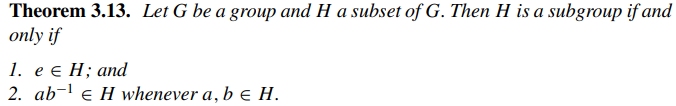 Theorem 3.13. Let G be a group and H a subset of G. Then H is a subgroup if and
only if
1. e ∈ H; and
2. ab⁻¹ ∈ H whenever a, b ∈ H.